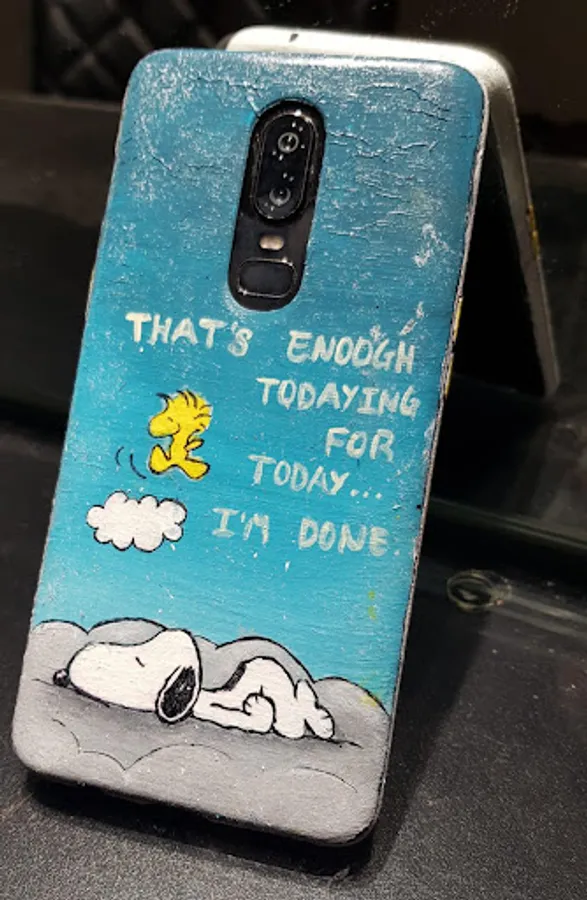 THAT'S ENOOGH
TODAYING
FOR
TODAY...
I'M DONE.